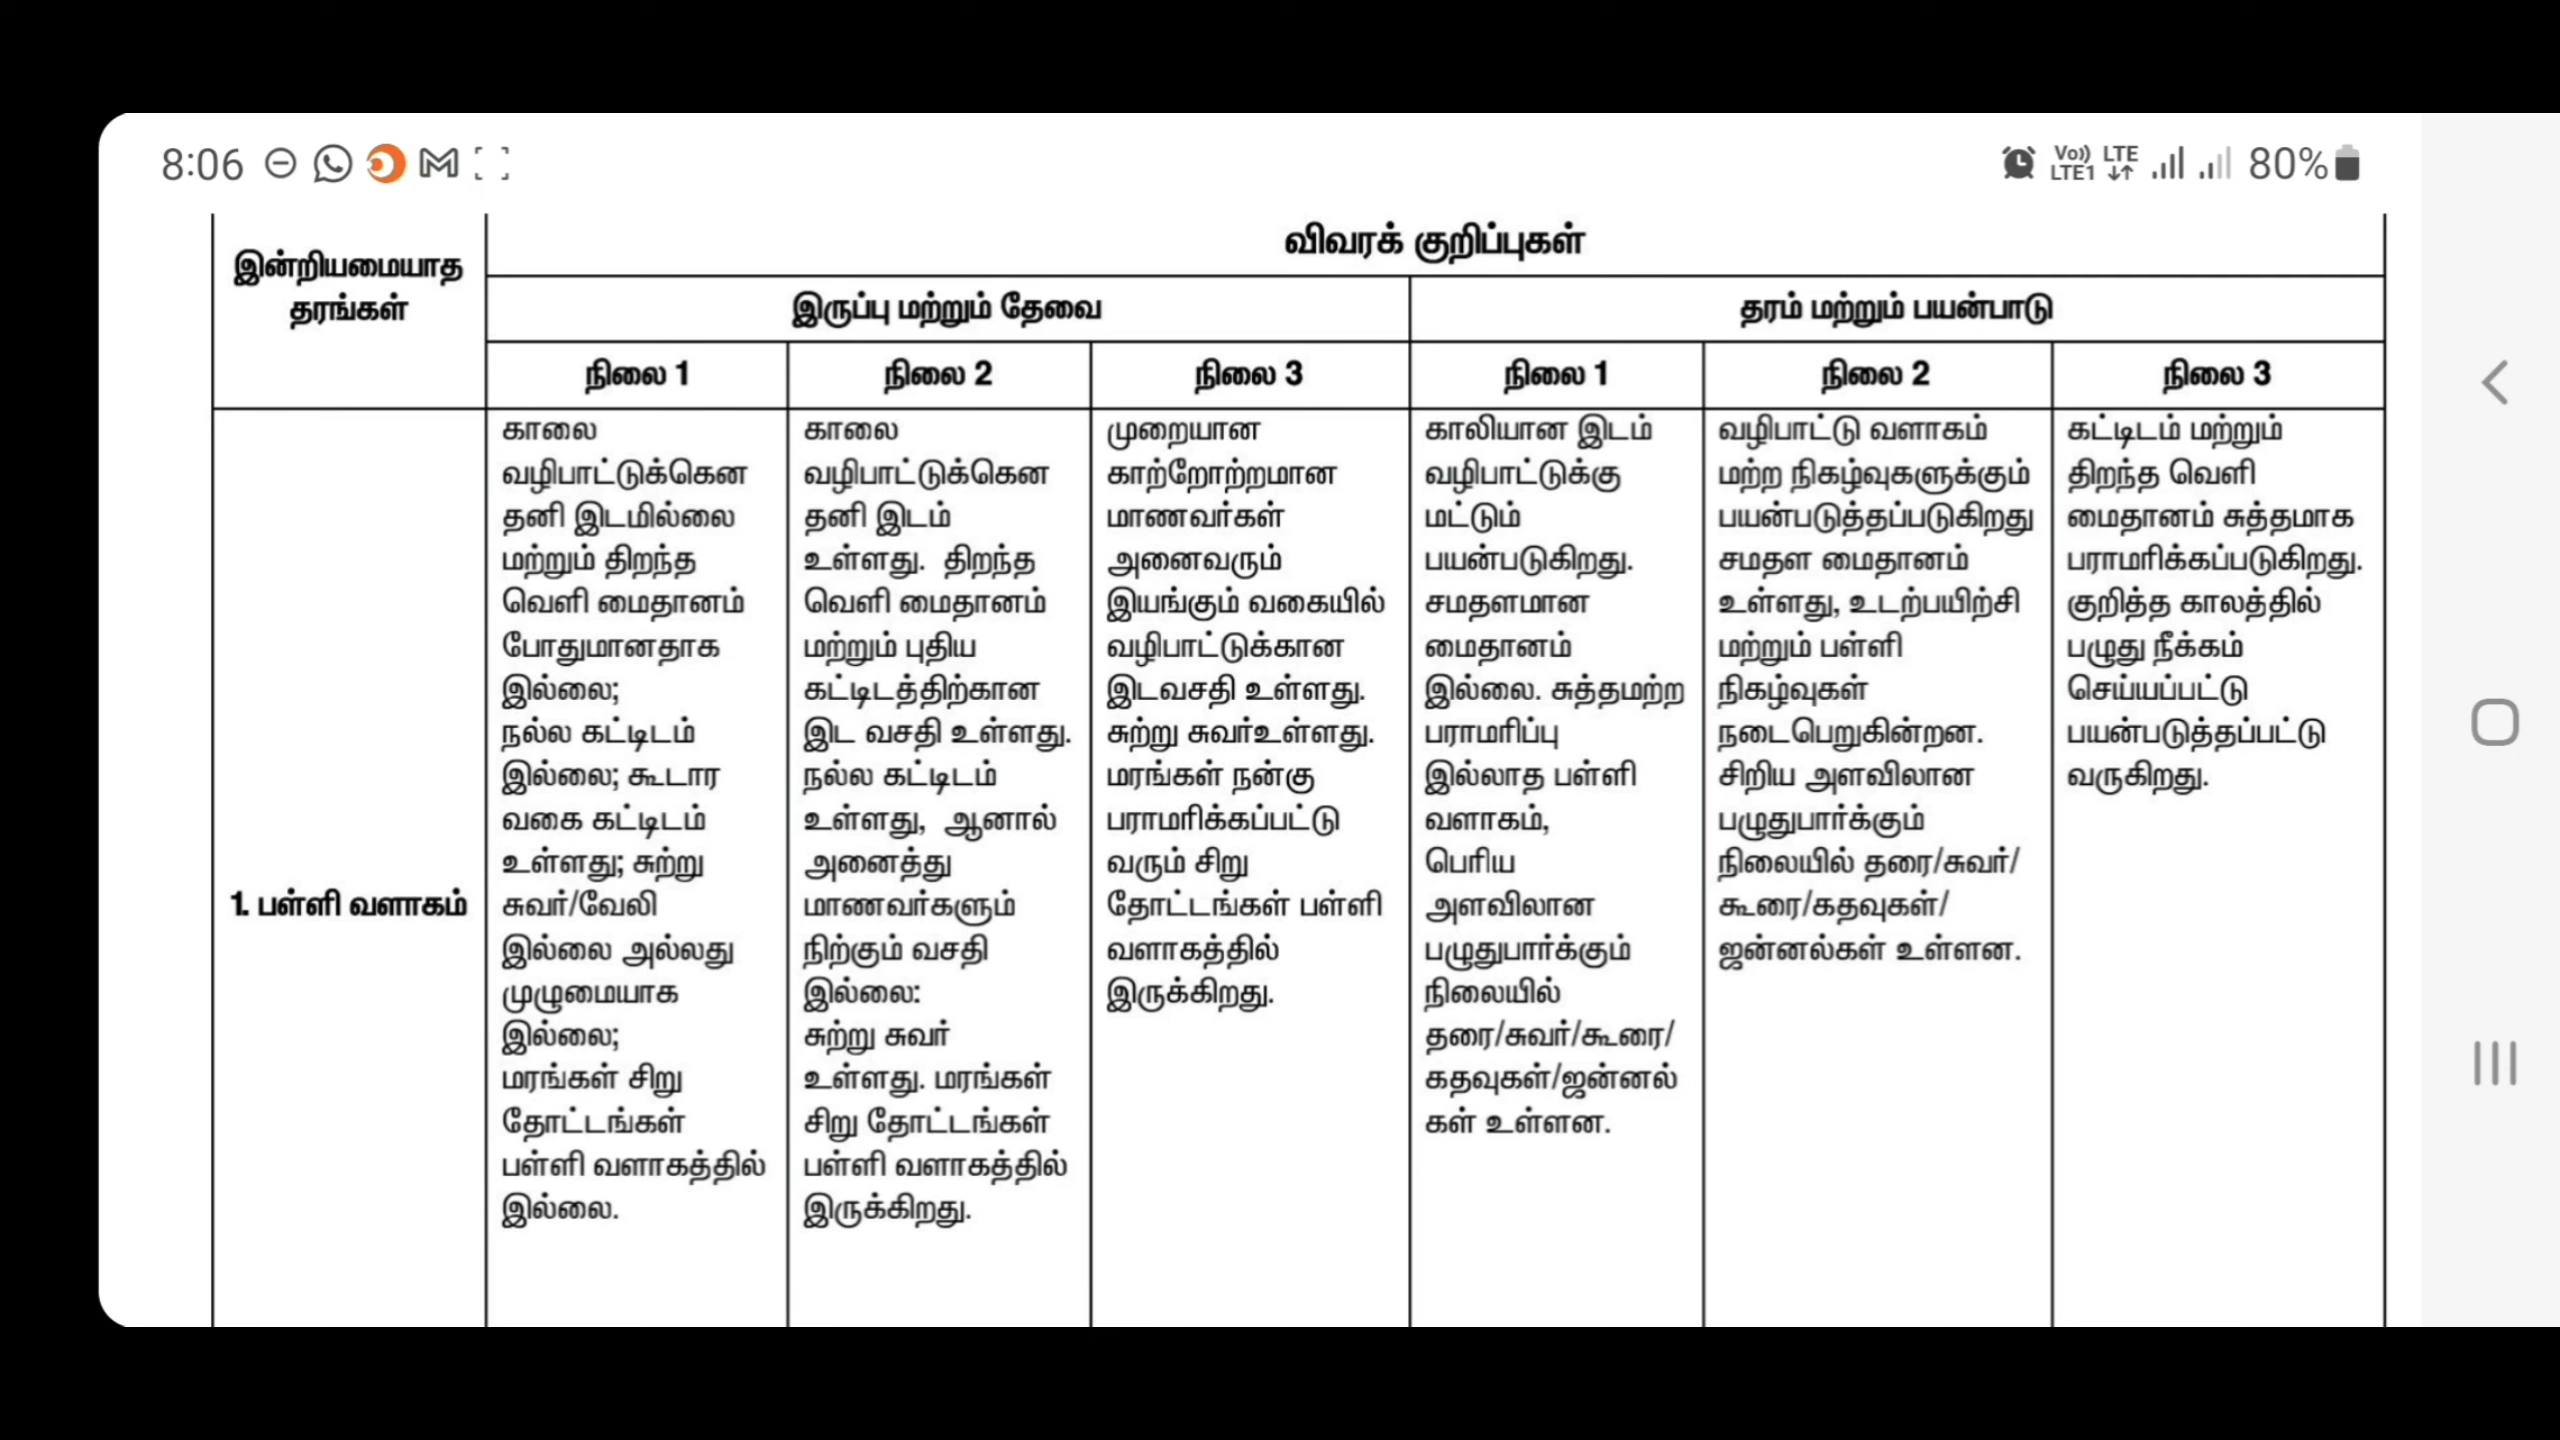 8:06
Vo)) LTE1 LTE 80%
விவரக் குறிப்புகள்
இன்றியமையாத
தரங்கள்
இருப்பு மற்றும் தேவை
தரம் மற்றும் பயன்பாடு
நிலை 1
நிலை 2
நிலை 3
நிலை 1
நிலை 2
நிலை 3
1. பள்ளி வளாகம்
காலை
வழிபாட்டுக்கென
தனி இடமில்லை
மற்றும் திறந்த
வெளி மைதானம்
போதுமானதாக
இல்லை;
நல்ல கட்டிடம்
இல்லை; கூடார
வகை கட்டிடம்
உள்ளது; சுற்று
சுவர்/வேலி
இல்லை அல்லது
முழுமையாக
இல்லை;
மரங்கள் சிறு
தோட்டங்கள்
பள்ளி வளாகத்தில்
இல்லை.
காலை
வழிபாட்டுக்கென
தனி இடம்
உள்ளது. திறந்த
வெளி மைதானம்
மற்றும் புதிய
கட்டிடத்திற்கான
இட வசதி உள்ளது.
நல்ல கட்டிடம்
உள்ளது, ஆனால்
அனைத்து
மாணவர்களும்
நிற்கும் வசதி
இல்லை:
சுற்று சுவர்
உள்ளது. மரங்கள்
சிறு தோட்டங்கள்
பள்ளி வளாகத்தில்
இருக்கிறது.
முறையான
காற்றோற்றமான
மாணவர்கள்
அனைவரும்
இயங்கும் வகையில்
வழிபாட்டுக்கான
இடவசதி உள்ளது.
சுற்று சுவர்உள்ளது.
மரங்கள் நன்கு
பராமரிக்கப்பட்டு
வரும் சிறு
தோட்டங்கள் பள்ளி
வளாகத்தில்
இருக்கிறது.
காலியான இடம்
வழிபாட்டுக்கு
மட்டும்
பயன்படுகிறது.
சமதளமான
மைதானம்
இல்லை. சுத்தமற்ற
பராமரிப்பு
இல்லாத பள்ளி
வளாகம்,
பெரிய
அளவிலான
பழுதுபார்க்கும்
நிலையில்
தரை/சுவர்/கூரை/
கதவுகள்/ஜன்னல்
கள் உள்ளன.
வழிபாட்டு வளாகம்
மற்ற நிகழ்வுகளுக்கும்
பயன்படுத்தப்படுகிறது
சமதள மைதானம்
உள்ளது, உடற்பயிற்சி
மற்றும் பள்ளி
நிகழ்வுகள்
நடைபெறுகின்றன.
சிறிய அளவிலான
பழுதுபார்க்கும்
நிலையில் தரை/சுவர்/
கூரை/கதவுகள்/
ஜன்னல்கள் உள்ளன.
கட்டிடம் மற்றும்
திறந்த வெளி
மைதானம் சுத்தமாக
பராமரிக்கப்படுகிறது.
குறித்த காலத்தில்
பழுது நீக்கம்
செய்யப்பட்டு
பயன்படுத்தப்பட்டு
வருகிறது.